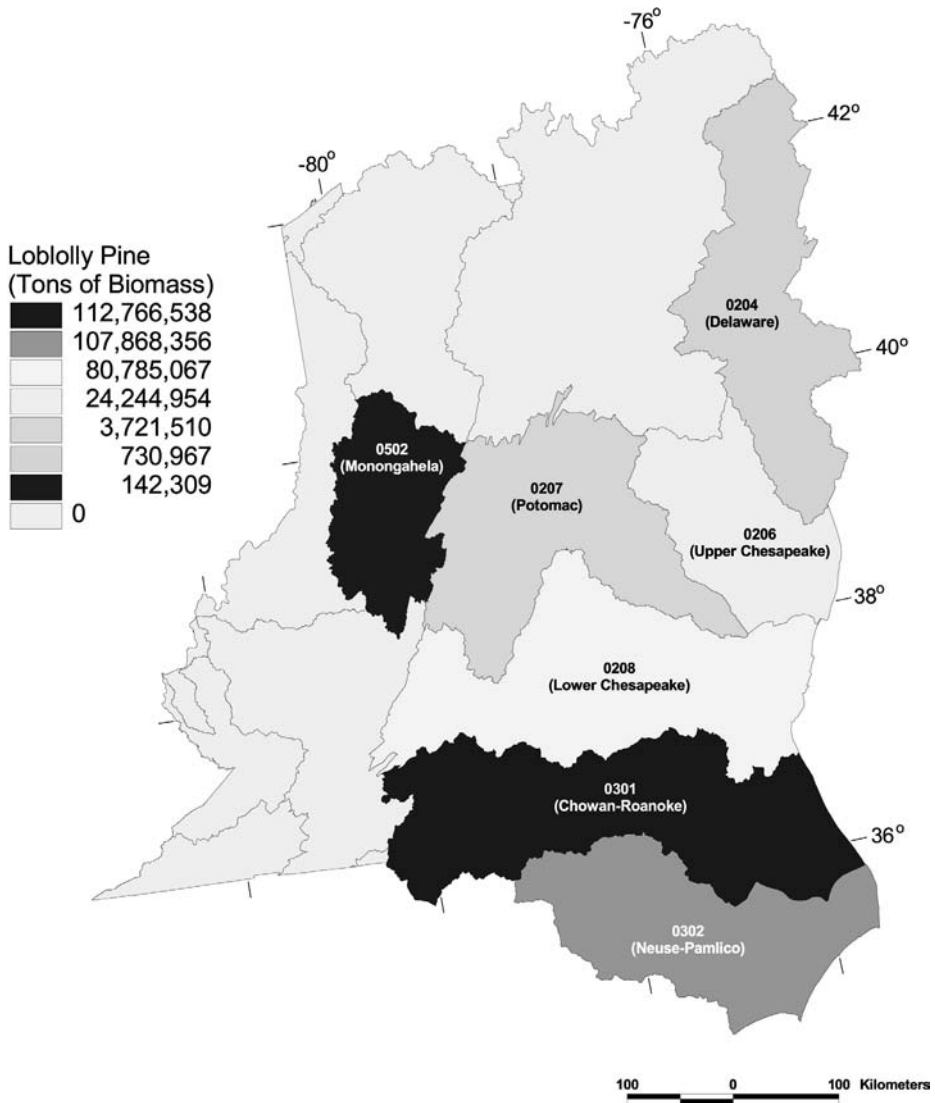 -76°
42°
-80°
Loblolly Pine
(Tons of Biomass)
112,766,538
107,868,356
80,785,067
24,244,954
3,721,510
730,967
142,309
0
0204
(Delaware)
40°
0502
(Monongahela)
0207
(Potomac)
0206
(Upper Chesapeake)
38°
0208
(Lower Chesapeake)
0301
(Chowan-Roanoke)
36°
0302
(Neuse-Pamlico)
100 0 100 Kilometers